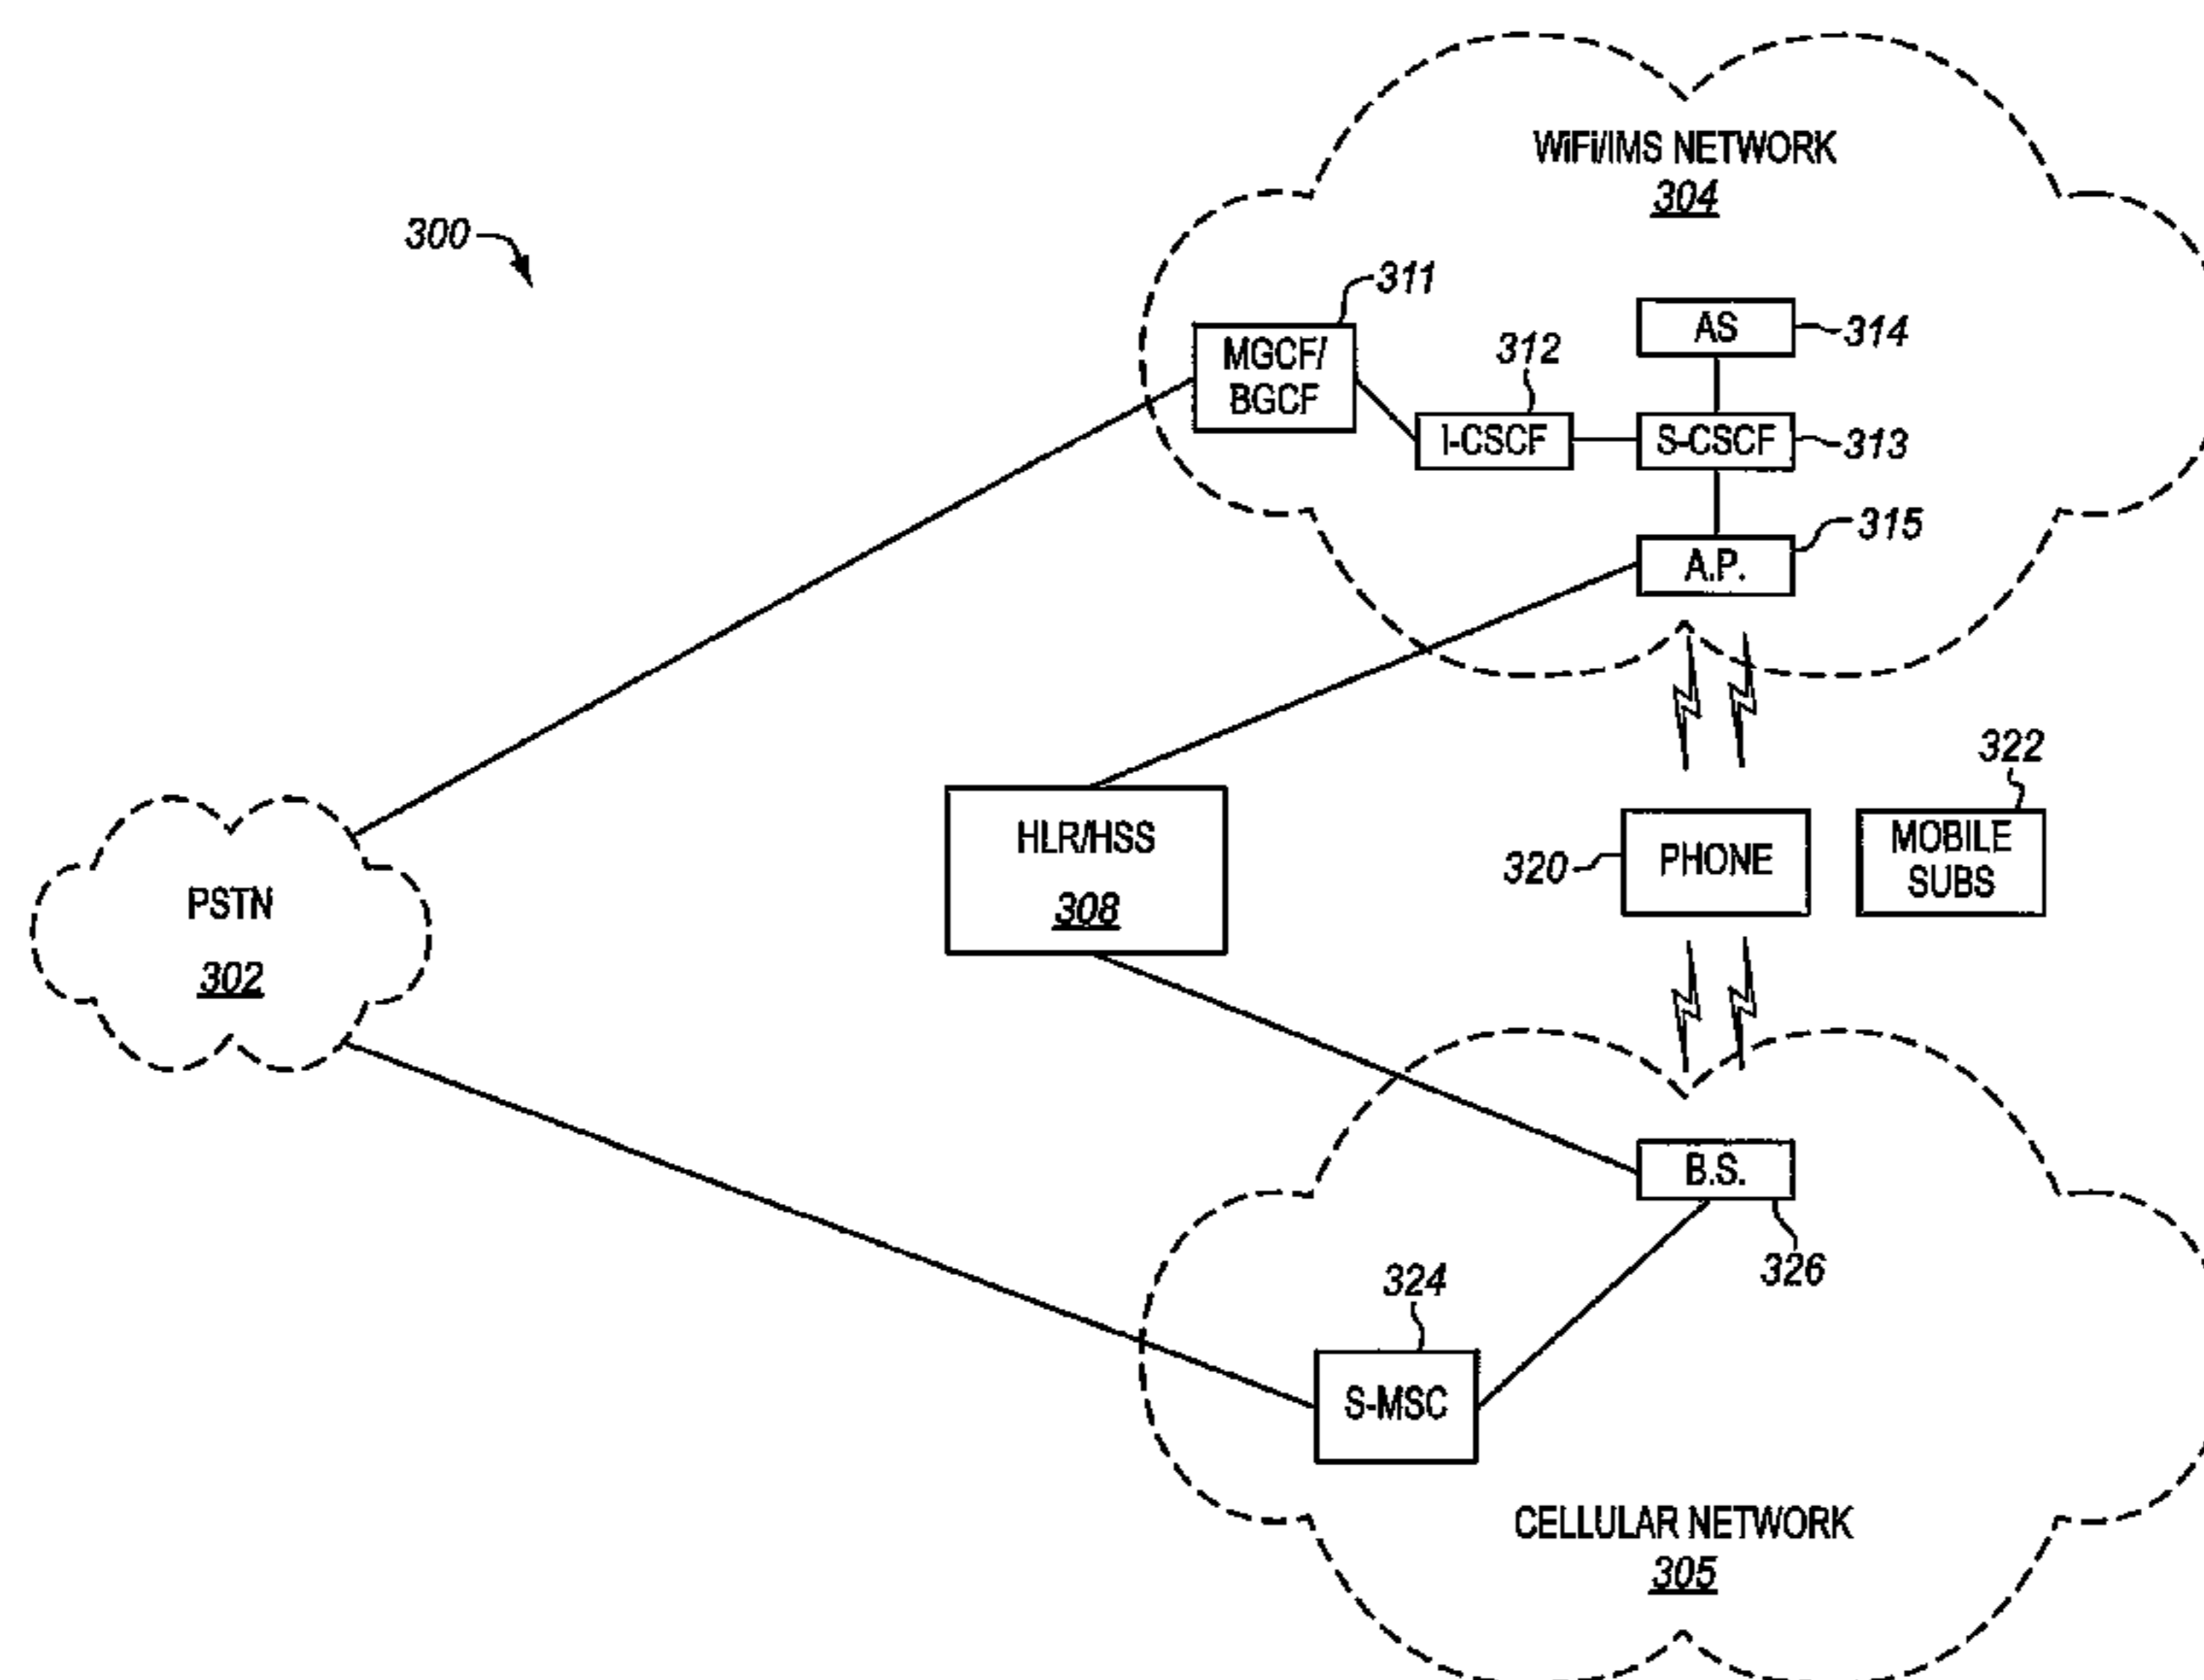 WiFi/IMS NETWORK
304
300
311
MGCF/
BGCF
312
I-CSCF
AS
314
S-CSCF
313
315
A.P.
HLR/HSS
308
322
320
PHONE
MOBILE
SUBS
PSTN
302
B.S.
326
324
S-MSC
CELLULAR NETWORK
305